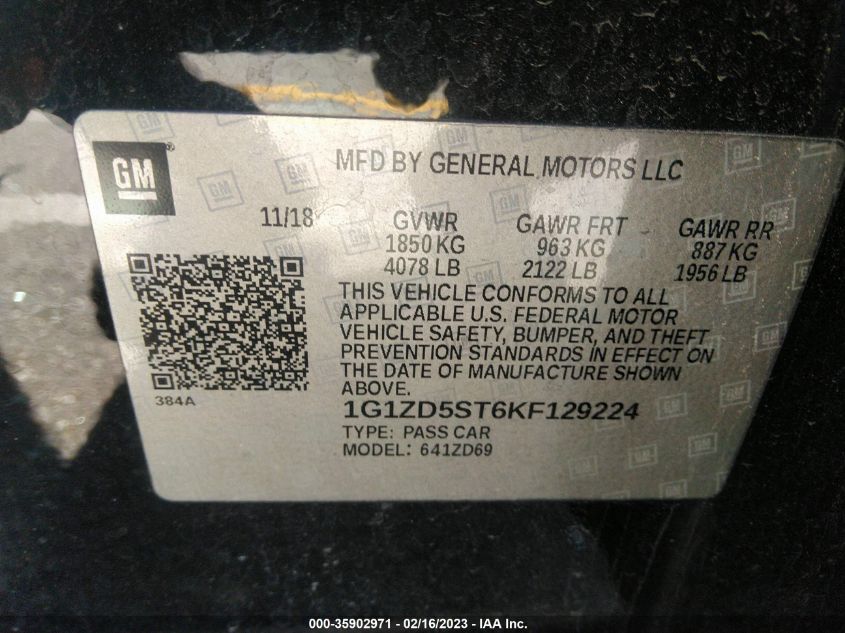 GM
MFD BY GENERAL MOTORS LLC
11/18
GVWR
1850 KG
4078 LB
GAWR FRT
963 KG
2122 LB
GAWR RR
887 KG
1956 LB
THIS VEHICLE CONFORMS TO ALL
APPLICABLE U.S. FEDERAL MOTOR
VEHICLE SAFETY, BUMPER, AND THEFT
PREVENTION STANDARDS IN EFFECT ON
THE DATE OF MANUFACTURE SHOWN
ABOVE.
384A
1G1ZD5ST6KF129224
TYPE: PASS CAR
MODEL: 641ZD69
000-35902971 - 02/16/2023 - IAA Inc.